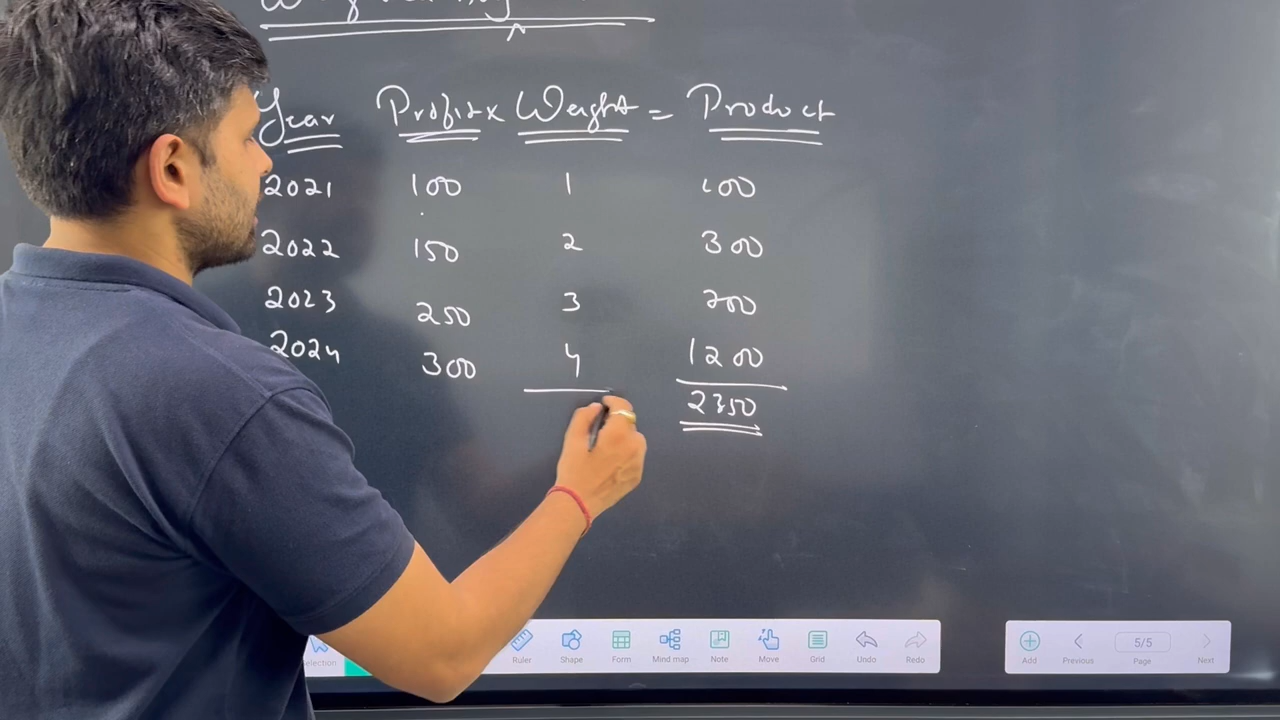 Year Profit x Weight = Product
2021 100 1 100
2022 150 2 300
2023 250 3 700
2024 300 4 1200
2350
election Ruler Shape Form Mind map Note Move Grid Undo Redo
Add Previous 5/5 Page Next